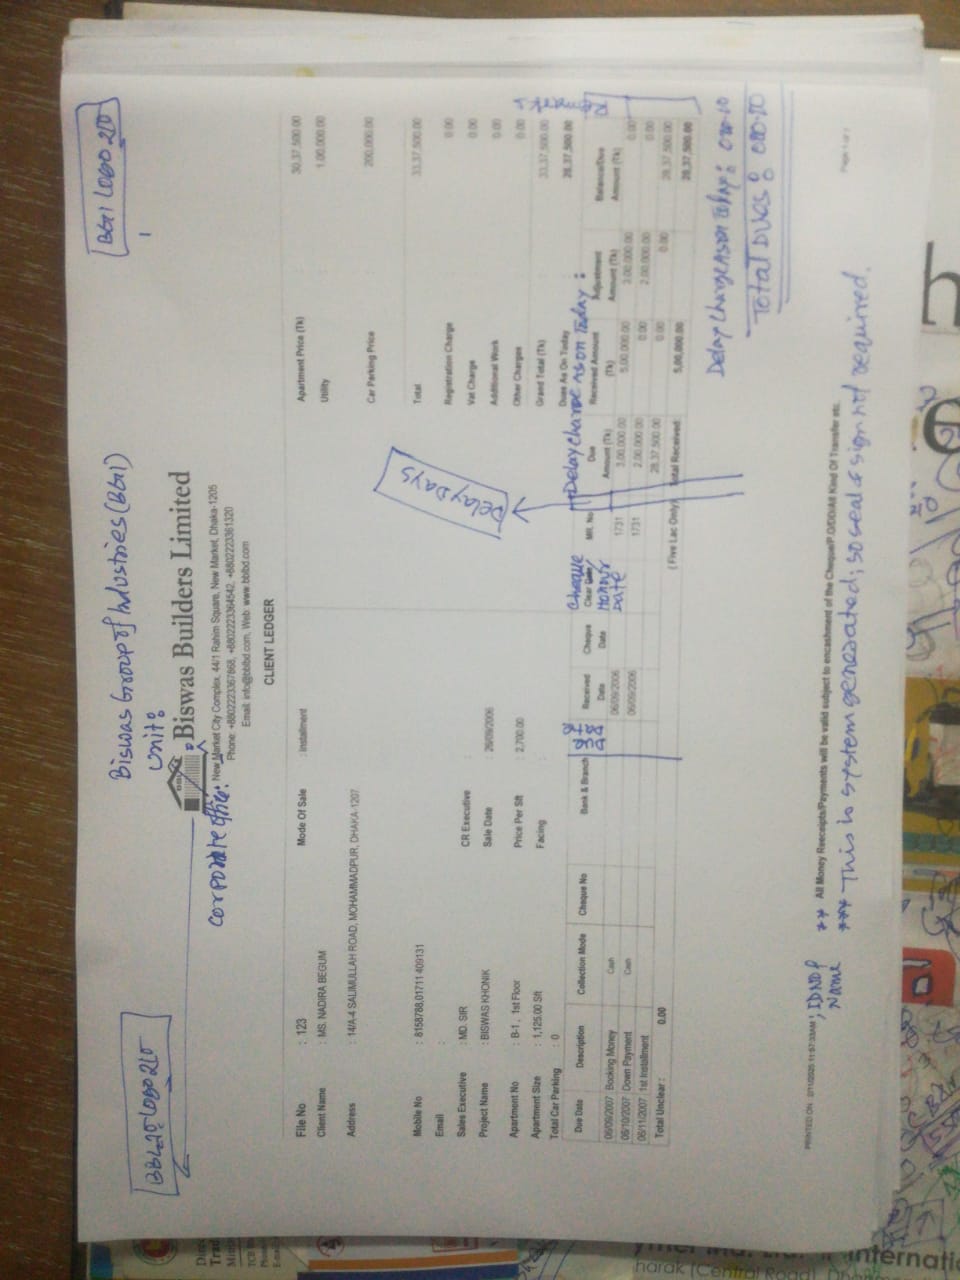 Biswas Group of Industries (BGI)
Unit:
BGI LOGO
BBL LOGO
Biswas Builders Limited
Corporate office: New Market City Complex, 44/1 Rahim Square, New Market, Dhaka-1205
Phone: +8802223367868, +8802223364542, +8802223361320
Email: info@bblbd.com, Web: www.bblbd.com
CLIENT LEDGER
File No : 123 Mode Of Sale : Installment
Client Name : MS. NADIRA BEGUM
Address : 14/A-4 SALIMULLAH ROAD, MOHAMMADPUR, DHAKA-1207
Mobile No : 8158788,01711 409131
Email :
Sales Executive : MD. SIR CR Executive :
Project Name : BISWAS KHONIK Sale Date : 26/09/2006
Apartment No : B-1 , 1st Floor Price Per Sft : 2,700.00
Apartment Size : 1,125.00 Sft Facing :
Total Car Parking : 0
Apartment Price (Tk) : 30,37,500.00
Utility : 1,00,000.00
Car Parking Price : 200,000.00
Total : 33,37,500.00
Registration Charge : 0.00
Vat Charge : 0.00
Additional Work : 0.00
Other Charges : 0.00
Grand Total (Tk) : 33,37,500.00
Dues As On Today : 28,37,500.00
Delay Charge As on Today :
Delay Days
Remarks
Due Date Description Collection Mode Cheque No Bank & Branch Due Date Received Date Cheque Date Cheque Clear Date/ Honour Date MR. No Due Amount (Tk) Received Amount (Tk) Adjustment Amount (Tk) Balance/Due Amount (Tk)
06/09/2007 Booking Money Cash 06/09/2006 1731 3,00,000.00 5,00,000.00 3,00,000.00 0.00
06/10/2007 Down Payment Cash 06/09/2006 1731 2,00,000.00 0.00 2,00,000.00 0.00
06/11/2007 1st Installment 28,37,500.00 0.00 0.00 28,37,500.00
Total Unclear : 0.00 (Five Lac Only) Total Received: 5,00,000.00 28,37,500.00
Delay Charge As on Today:
Total Dues:
PRINTED ON : 2/11/2025 11:57:33AM ; ID NO &
Name
** All Money Receipts/Payments will be valid subject to encashment of the Cheque/P.O/DD/All Kind Of Transfer etc.
*** This is system generated; so seal & sign not required.
Page 1 of 1